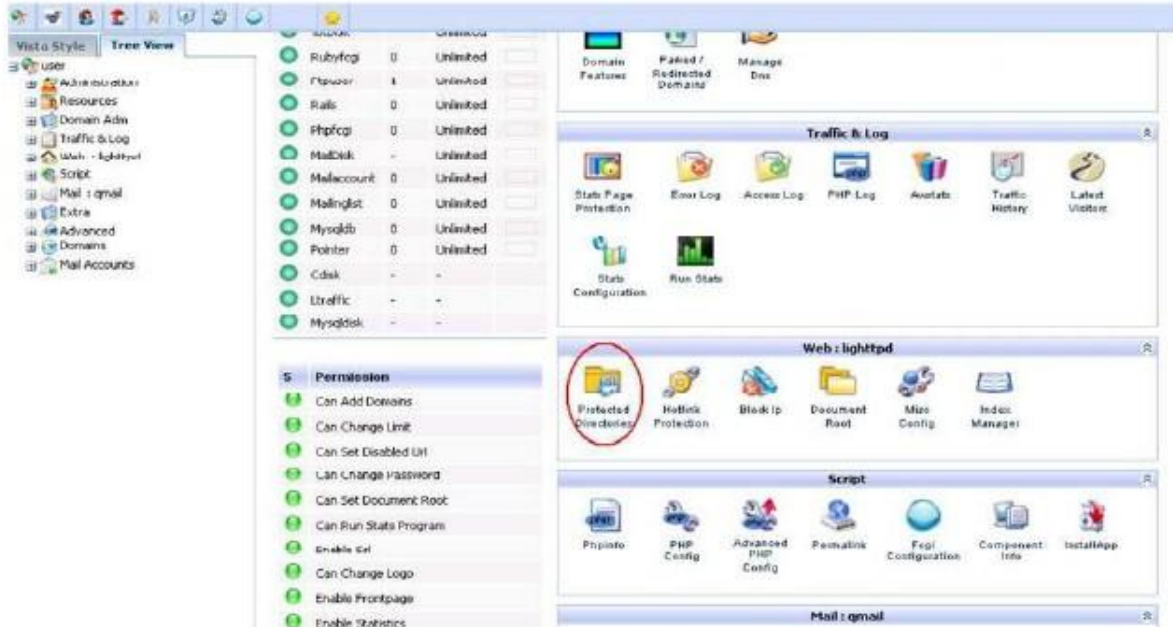 Vista Style Tree View
user
Administration
Resources
Domain Adm
Traffic & Log
Web : lighttpd
Script
Mail : qmail
Extra
Advanced
Domains
Mail Accounts
Unlimited
Rubyfcgi 0 Unlimited
Ftpuser 1 Unlimited
Rails 0 Unlimited
Phpfcgi 0 Unlimited
MailDisk - Unlimited
Mailaccount 0 Unlimited
Mailinglist 0 Unlimited
Mysqldb 0 Unlimited
Pointer 0 Unlimited
Cdisk - -
Ltraffic - -
Mysqldisk - -
S Permission
Can Add Domains
Can Change Limit
Can Set Disabled Url
Can Change Password
Can Set Document Root
Can Run Stats Program
Enable
Can Change Logo
Enable Frontpage
Enable Statistics
Domain Features
Parked / Redirected Domains
Manage Dns
Traffic & Log
Stats Page Protection
Error Log
Access Log
PHP Log
Awstats
Traffic History
Latest Visitors
Stats Configuration
Run Stats
Web : lighttpd
Protected Directories
Hotlink Protection
Block Ip
Document Root
Misc Config
Index Manager
Script
Phpinfo
PHP Config
Advanced PHP Config
Permalink
Fcgi Configuration
Component Info
InstallApp
Mail : qmail